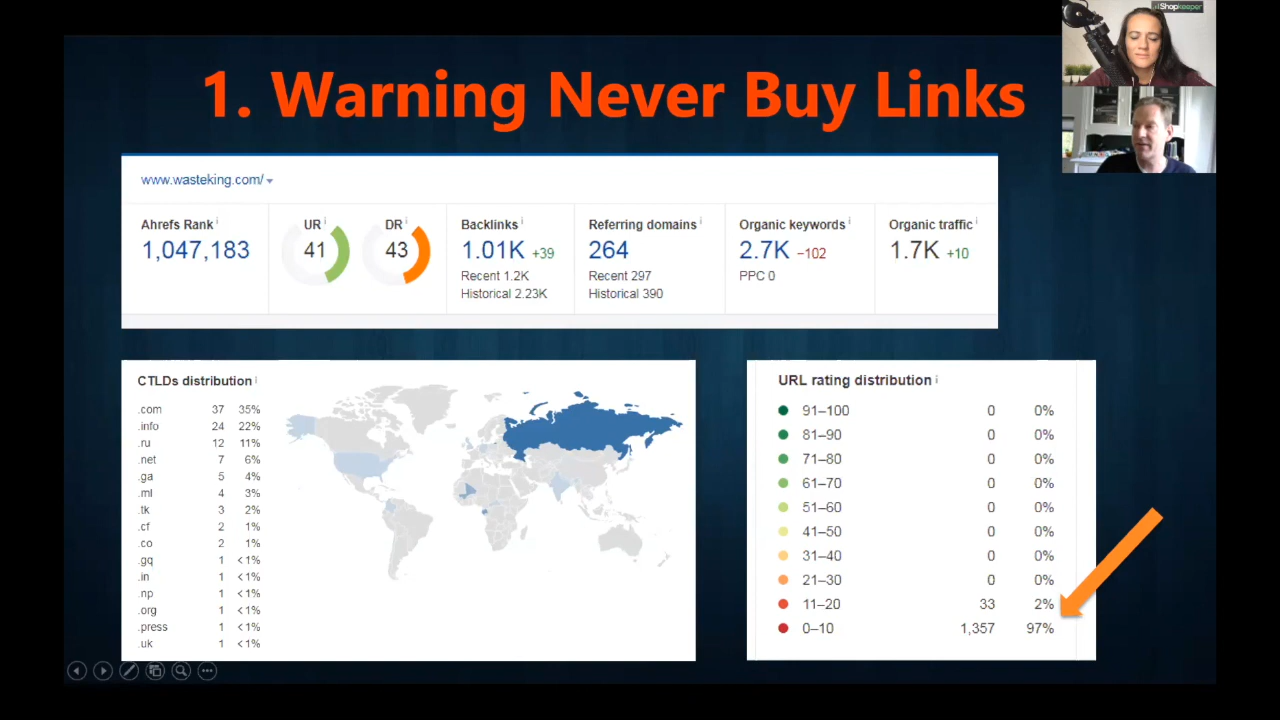 Shopkeeper
1. Warning Never Buy Links
www.wasteking.com/
Ahrefs Rank i
1,047,183
UR i
41
DR i
43
Backlinks i
1.01K +39
Recent 1.2K
Historical 2.23K
Referring domains i
264
Recent 297
Historical 390
Organic keywords i
2.7K −102
PPC 0
Organic traffic i
1.7K +10
CTLDs distribution i
.com 37 35%
.info 24 22%
.ru 12 11%
.net 7 6%
.ga 5 4%
.ml 4 3%
.tk 3 2%
.cf 2 1%
.co 2 1%
.gq 1 <1%
.in 1 <1%
.np 1 <1%
.org 1 <1%
.press 1 <1%
.uk 1 <1%
URL rating distribution i
91–100 0 0%
81–90 0 0%
71–80 0 0%
61–70 0 0%
51–60 0 0%
41–50 0 0%
31–40 0 0%
21–30 0 0%
11–20 33 2%
0–10 1,357 97%